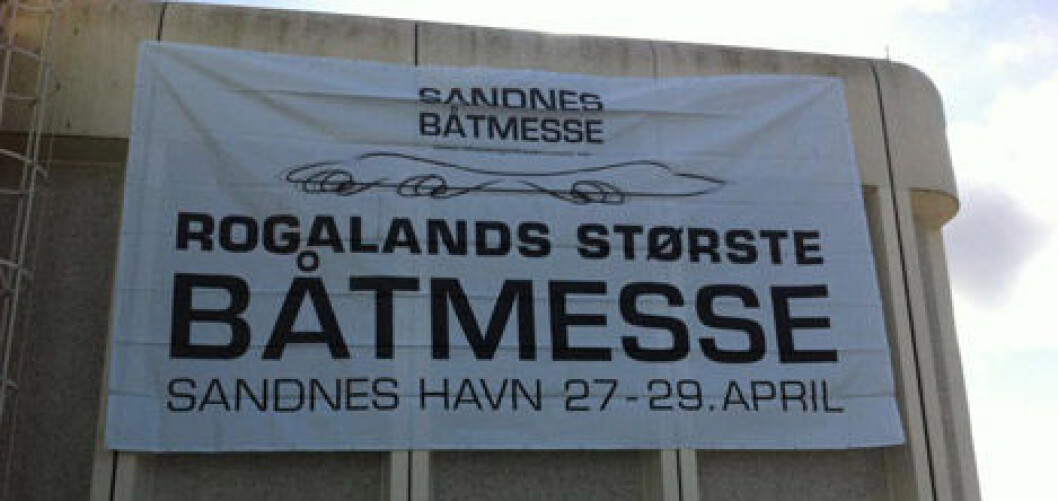 SANDNES
BÅTMESSE
ROGALANDS STØRSTE
BÅTMESSE
SANDNES HAVN 27-29. APRIL